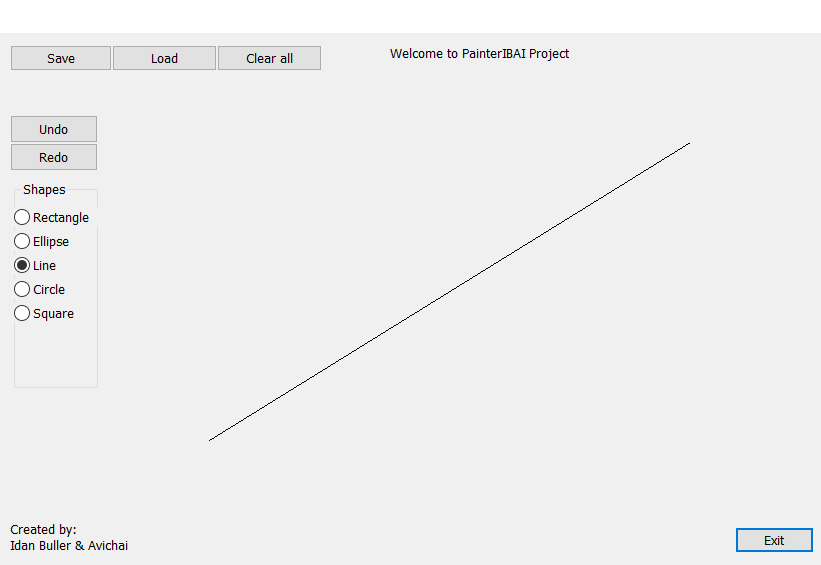 Save
Load
Clear all
Welcome to PainterIBAI Project
Undo
Redo
Shapes
Rectangle
Ellipse
Line
Circle
Square
Created by:
Idan Buller & Avichai
Exit